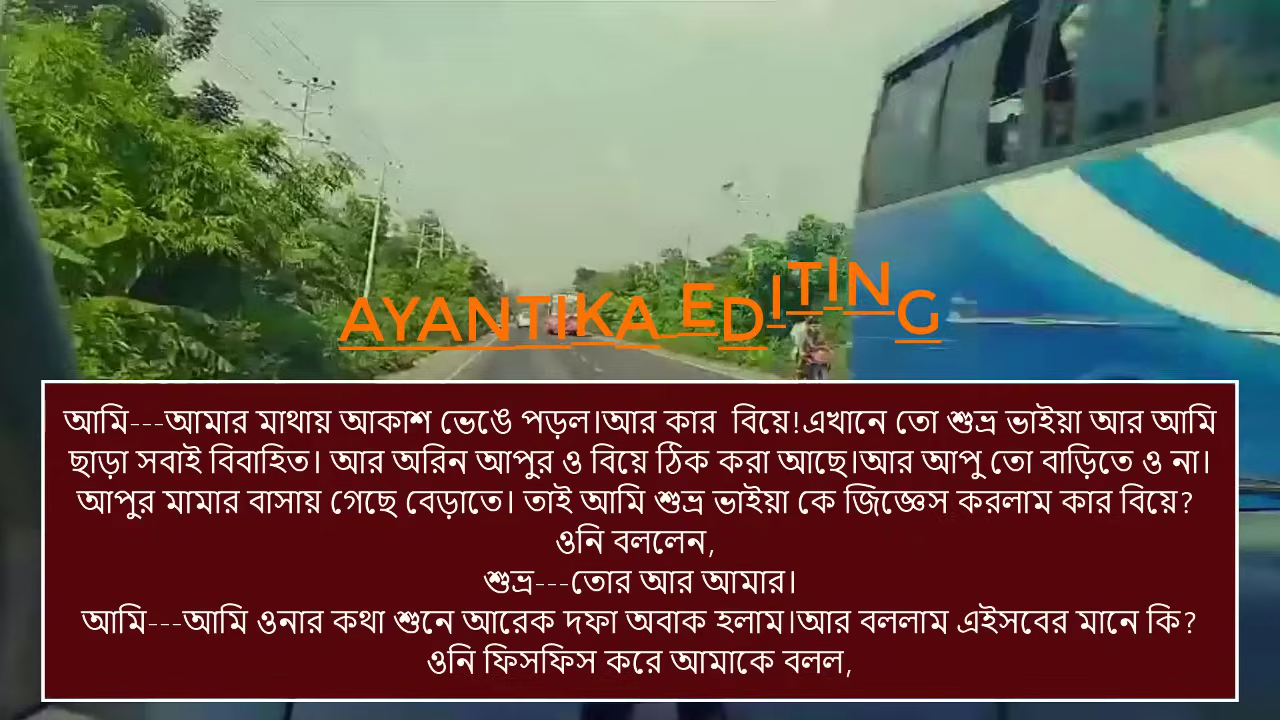 AYANTIKA EDITING
আমি---আমার মাথায় আকাশ ভেঙে পড়ল।আর কার বিয়ে!এখানে তো শুভ্র ভাইয়া আর আমি
ছাড়া সবাই বিবাহিত। আর অরিন আপুর ও বিয়ে ঠিক করা আছে।আর আপু তো বাড়িতে ও না।
আপুর মামার বাসায় গেছে বেড়াতে। তাই আমি শুভ্র ভাইয়া কে জিজ্ঞেস করলাম কার বিয়ে?
ওনি বললেন,
শুভ্র---তোর আর আমার।
আমি---আমি ওনার কথা শুনে আরেক দফা অবাক হলাম।আর বললাম এইসবের মানে কি?
ওনি ফিসফিস করে আমাকে বলল,